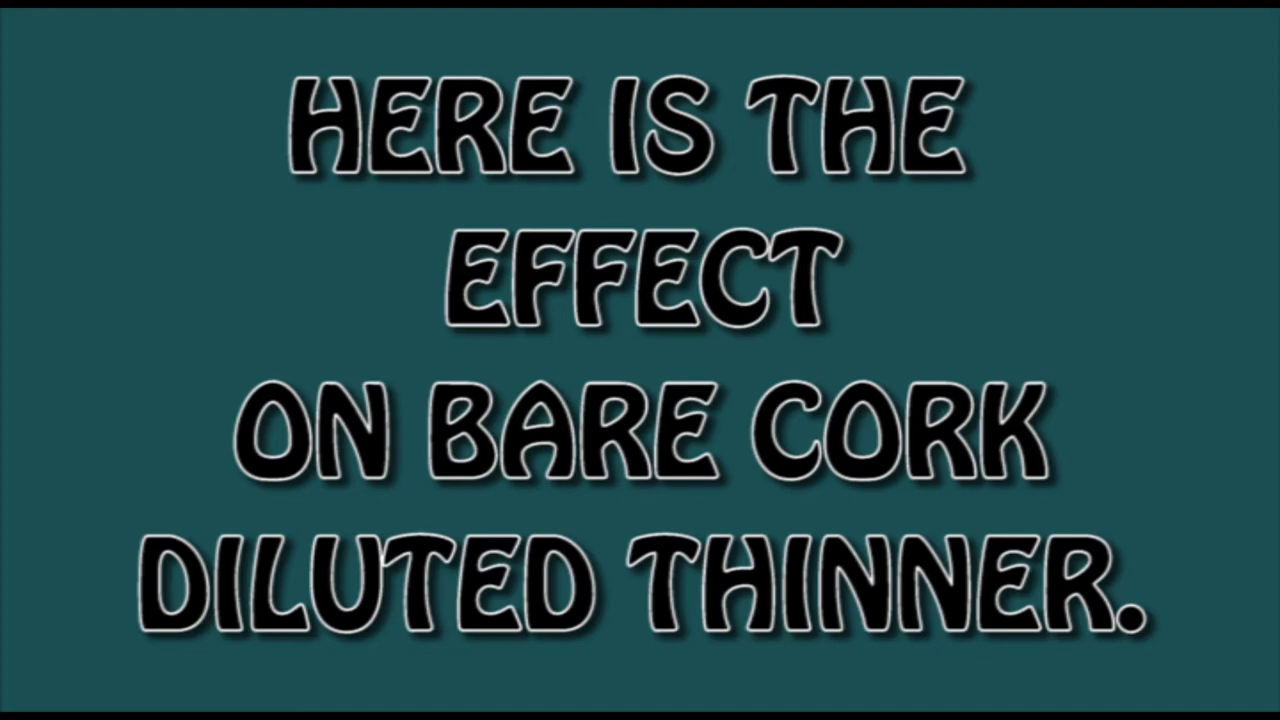 HERE IS THE
EFFECT
ON BARE CORK
DILUTED THINNER.